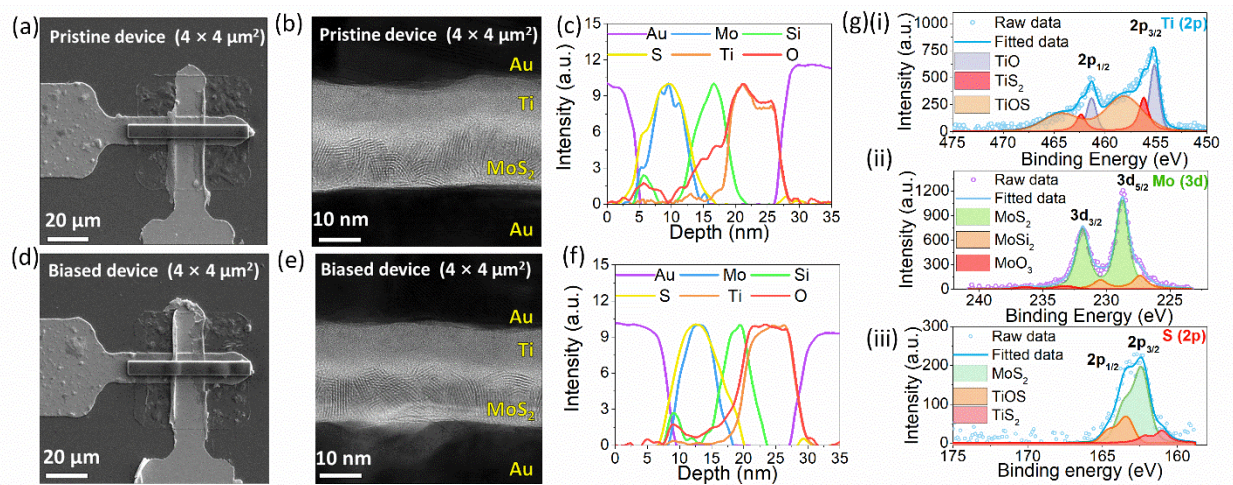 (a)
Pristine device (4 × 4 μm²)
20 μm
(b)
Pristine device (4 × 4 μm²)
Au
Ti
MoS₂
Au
10 nm
(c)
Au Mo Si
S Ti O
Intensity (a.u.)
15
12
9
6
3
0
0 5 10 15 20 25 30 35
Depth (nm)
(d)
Biased device (4 × 4 μm²)
20 μm
(e)
Biased device (4 × 4 μm²)
Au
Ti
MoS₂
Au
10 nm
(f)
Au Mo Si
S Ti O
Intensity (a.u.)
15
12
9
6
3
0
0 5 10 15 20 25 30 35
Depth (nm)
(g)(i)
Raw data
Fitted data
TiO
TiS₂
TiOS
2p₁/₂
2p₃/₂
Ti (2p)
Intensity (a.u.)
1000
750
500
250
0
475 465 460 455 450
Binding Energy (eV)
(ii)
Raw data
Fitted data
MoS₂
MoSi₂
MoO₃
3d₃/₂
3d₅/₂
Mo (3d)
Intensity (a.u.)
1200
900
600
300
0
240 235 230 225
Binding Energy (eV)
(iii)
Raw data
Fitted data
MoS₂
TiOS
TiS₂
2p₁/₂
2p₃/₂
S (2p)
Intensity (a.u.)
300
200
100
0
175 165 160
Binding energy (eV)